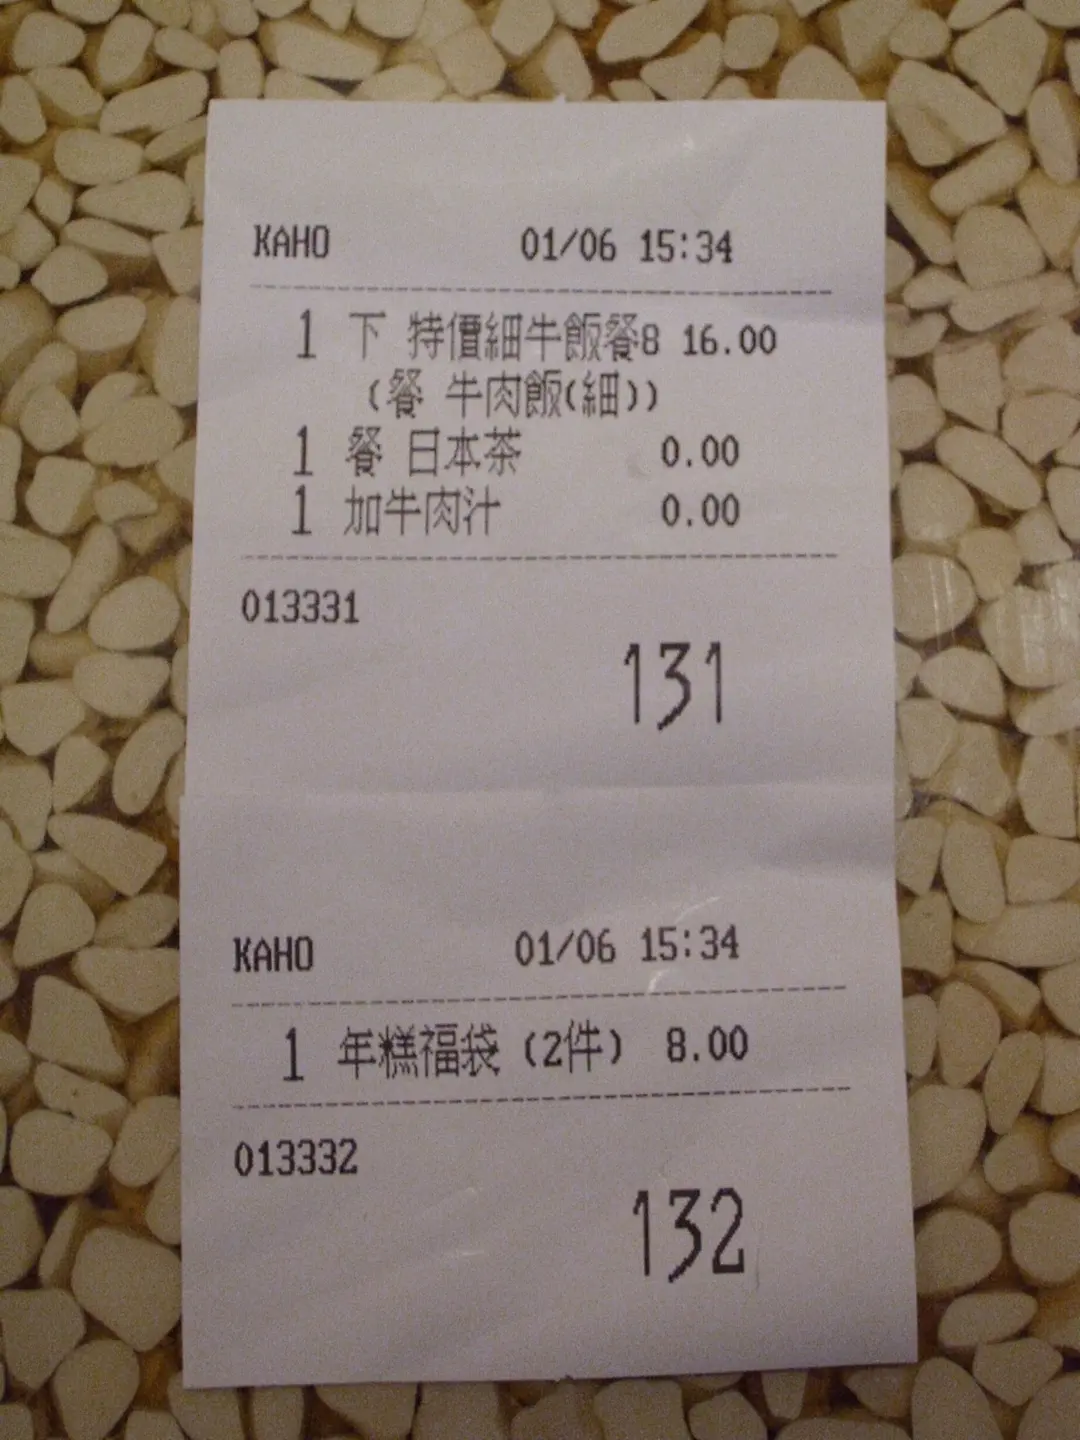 KAHO 01/06 15:34
1 下 特價細牛飯餐8 16.00
(餐 牛肉飯(細))
1 餐 日本茶 0.00
1 加牛肉汁 0.00
013331
131
KAHO 01/06 15:34
1 年糕福袋 (2件) 8.00
013332
132